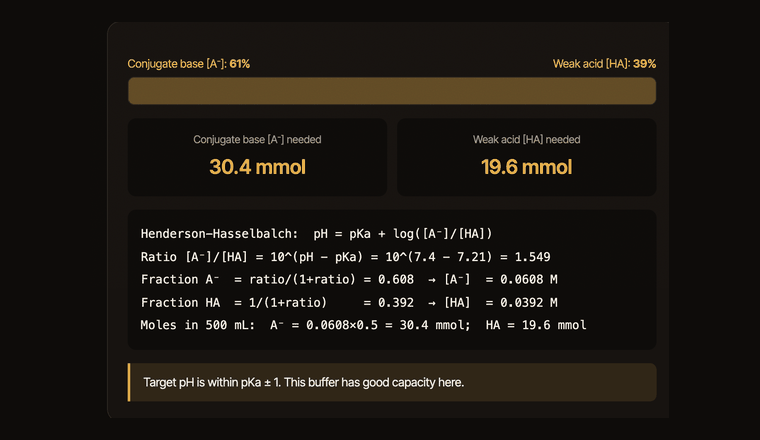 Conjugate base [A⁻]: 61%
Weak acid [HA]: 39%
Conjugate base [A⁻] needed
30.4 mmol
Weak acid [HA] needed
19.6 mmol
Henderson–Hasselbalch:  pH = pKa + log([A⁻]/[HA])
Ratio [A⁻]/[HA] = 10^(pH − pKa) = 10^(7.4 − 7.21) = 1.549
Fraction A⁻  = ratio/(1+ratio) = 0.608  → [A⁻]  = 0.0608 M
Fraction HA  = 1/(1+ratio)     = 0.392  → [HA]  = 0.0392 M
Moles in 500 mL:  A⁻ = 0.0608×0.5 = 30.4 mmol;  HA = 19.6 mmol
Target pH is within pKa ± 1. This buffer has good capacity here.